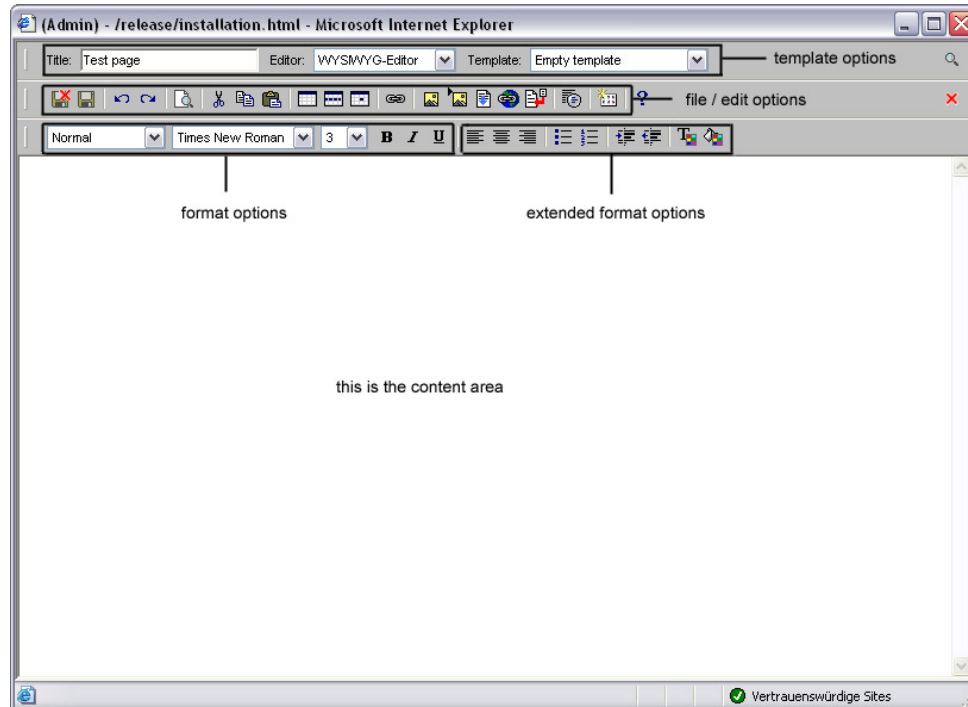 (Admin) - /release/installation.html - Microsoft Internet Explorer
Title: Test page Editor: WYSIWYG-Editor Template: Empty template template options
file / edit options
Normal Times New Roman 3 B I U
format options extended format options
this is the content area
Vertrauenswürdige Sites